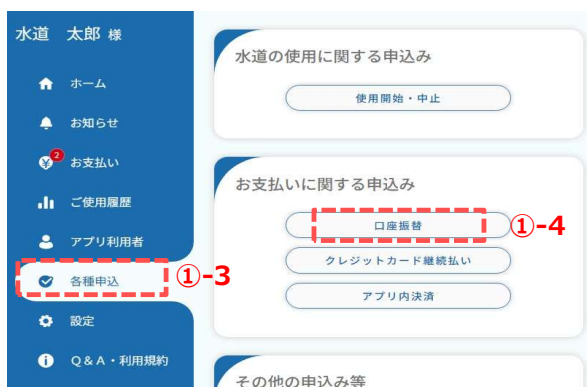 水道 太郎 様
ホーム
お知らせ
2
お支払い
ご使用履歴
アプリ利用者
各種申込
①-3
設定
Q&A・利用規約
水道の使用に関する申込み
使用開始・中止
お支払いに関する申込み
口座振替
①-4
クレジットカード継続払い
アプリ内決済
その他の申込み等